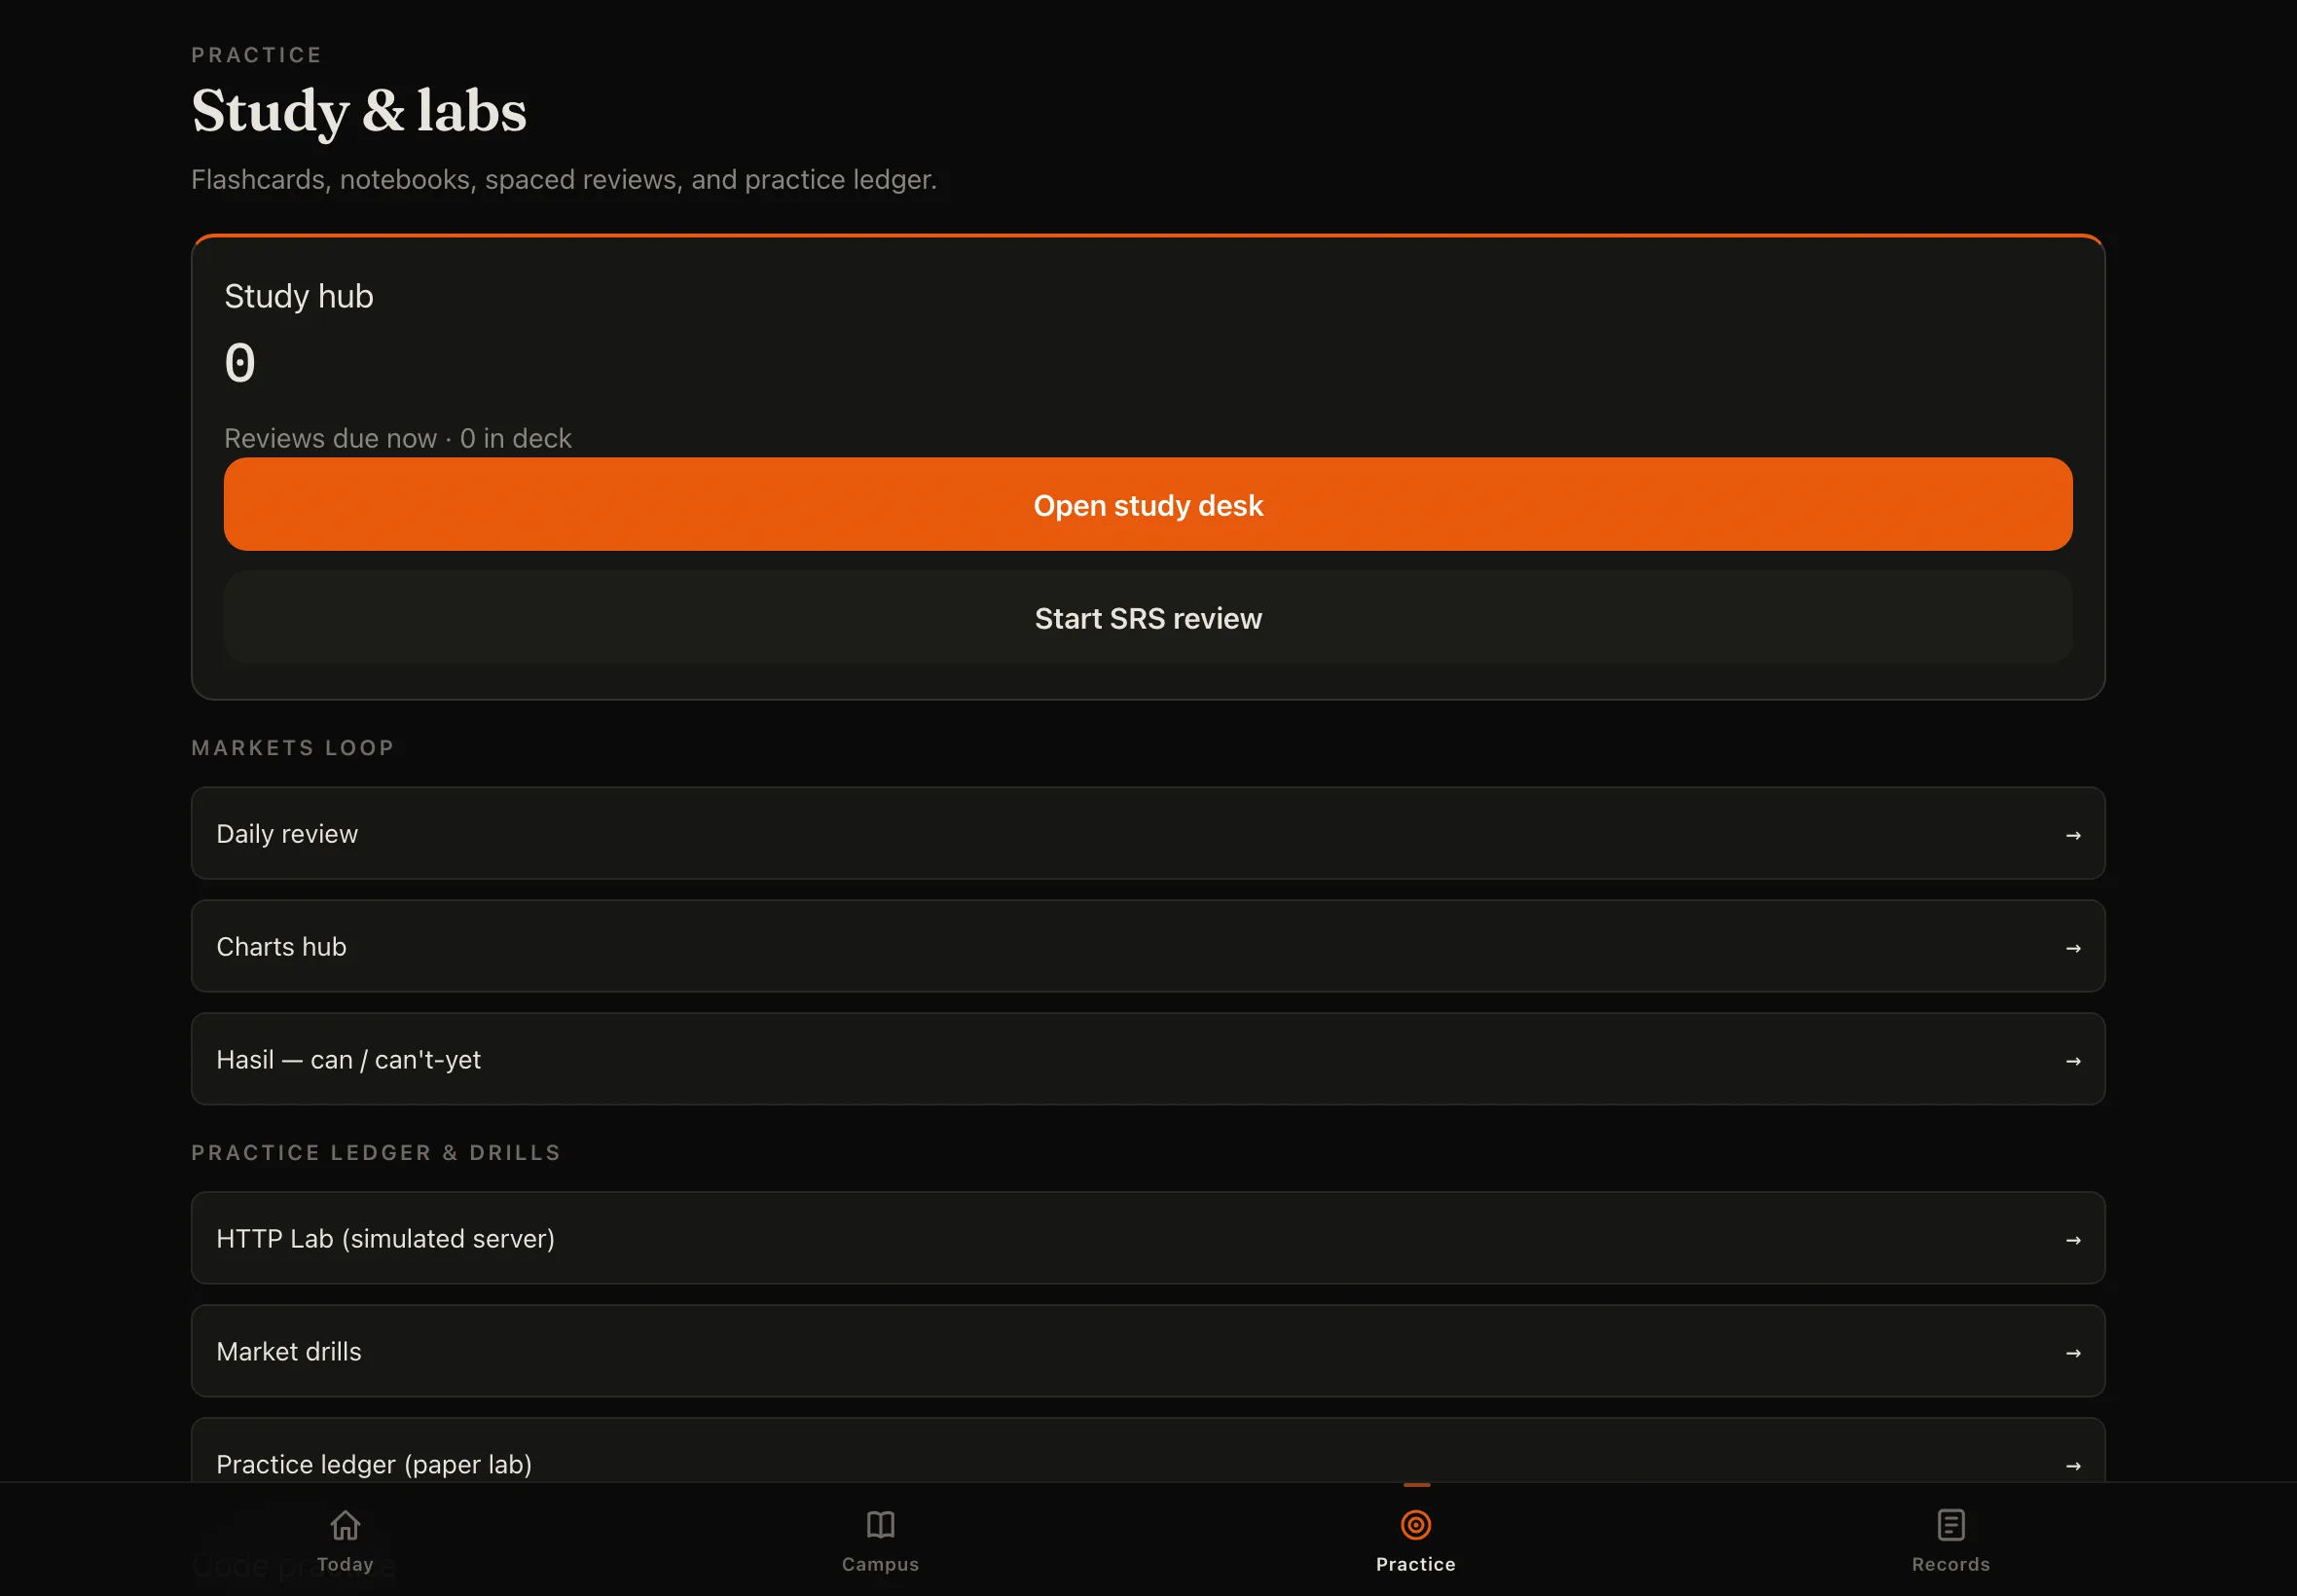 PRACTICE
Study & labs
Flashcards, notebooks, spaced reviews, and practice ledger.
Study hub
0
Reviews due now · 0 in deck
Open study desk
Start SRS review
MARKETS LOOP
Daily review →
Charts hub →
Hasil — can / can't-yet →
PRACTICE LEDGER & DRILLS
HTTP Lab (simulated server) →
Market drills →
Practice ledger (paper lab) →
Code practice
Today
Campus
Practice
Records